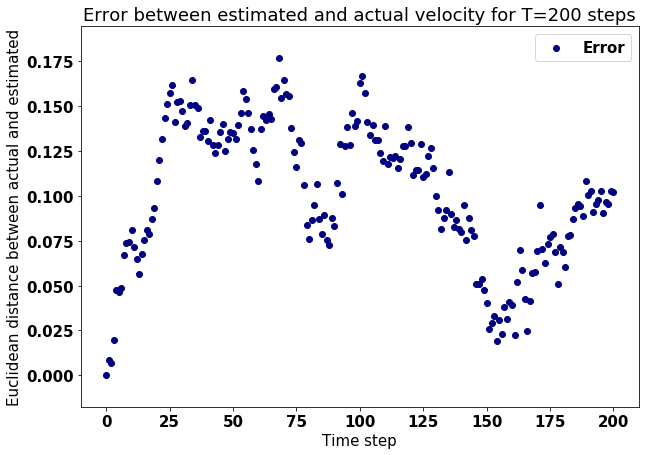 Error between estimated and actual velocity for T=200 steps
Error
Euclidean distance between actual and estimated
0.175
0.150
0.125
0.100
0.075
0.050
0.025
0.000
0 25 50 75 100 125 150 175 200
Time step